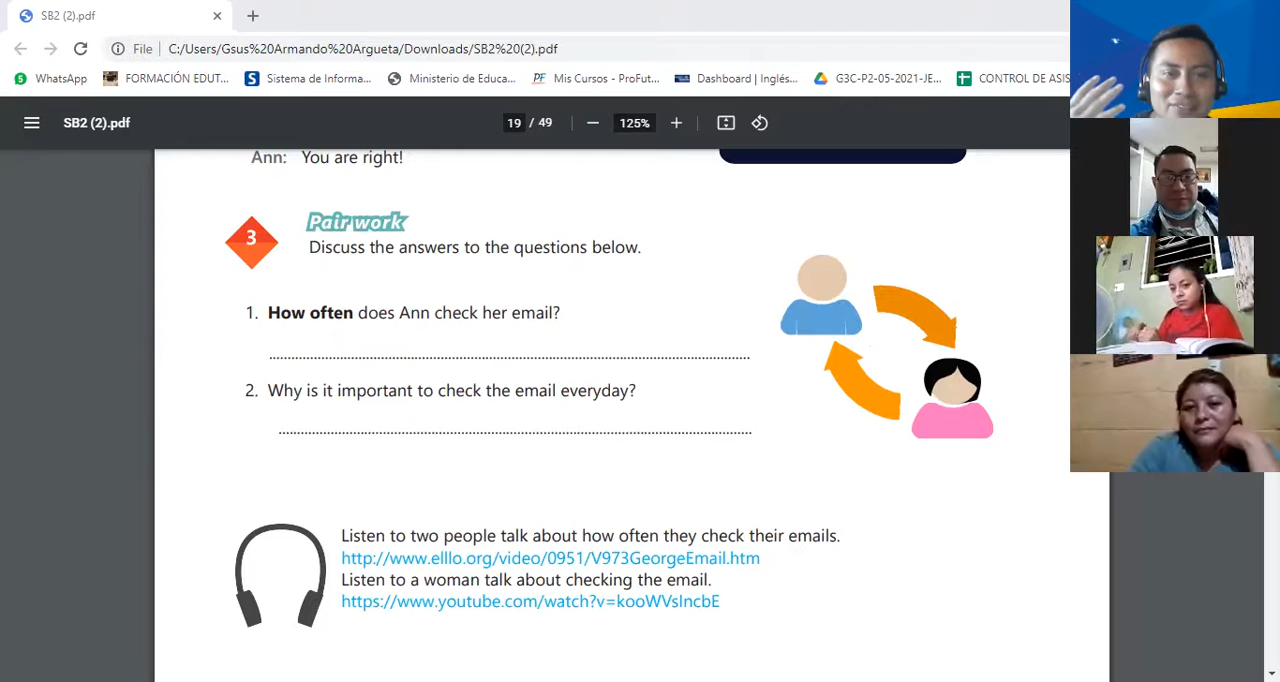 SB2 (2).pdf
File C:/Users/Gsus%20Armando%20Argueta/Downloads/SB2%20(2).pdf
WhatsApp FORMACIÓN EDUT... Sistema de Informa... Ministerio de Educa... Mis Cursos - ProFut... Dashboard | Inglés... G3C-P2-05-2021-JE... CONTROL DE ASIS
SB2 (2).pdf 19 / 49 125%
Ann: You are right!
Pair work
3
Discuss the answers to the questions below.
1. How often does Ann check her email?
2. Why is it important to check the email everyday?
Listen to two people talk about how often they check their emails.
http://www.elllo.org/video/0951/V973GeorgeEmail.htm
Listen to a woman talk about checking the email.
https://www.youtube.com/watch?v=kooWVsIncbE